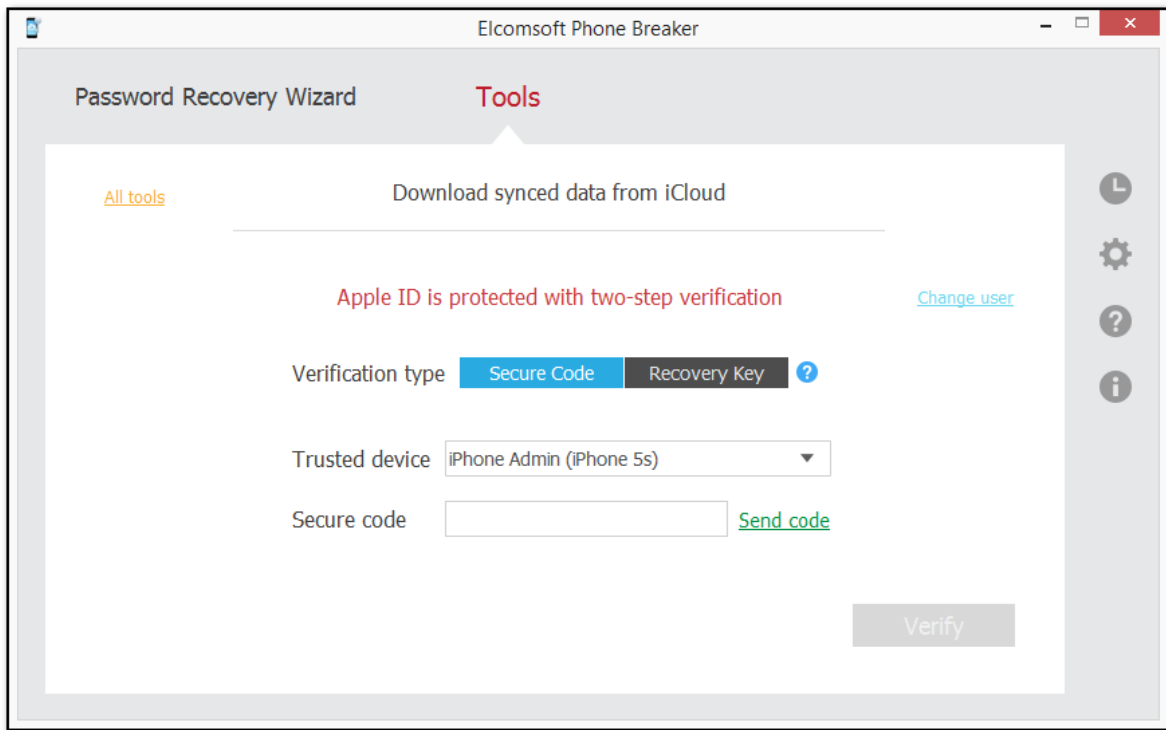 Elcomsoft Phone Breaker
Password Recovery Wizard Tools
All tools
Download synced data from iCloud
Apple ID is protected with two-step verification
Change user
Verification type Secure Code Recovery Key ?
Trusted device iPhone Admin (iPhone 5s)
Secure code Send code
Verify